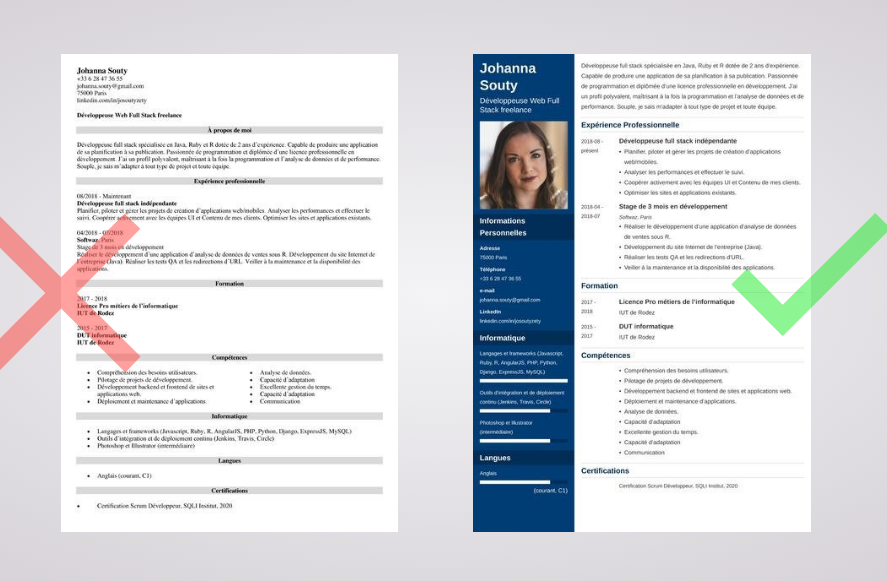 Johanna Souty
+33 6 28 47 36 55
johanna.souty@gmail.com
75000 Paris
linkedin.com/in/jososutyzety
Développeuse Web Full Stack freelance
À propos de moi
Développeuse full stack spécialisée en Java, Ruby et R dotée de 2 ans d'expérience. Capable de produire une application
de sa planification à sa publication. Passionnée de programmation et diplômée d'une licence professionnelle en
développement. J'ai un profil polyvalent, maîtrisant à la fois la programmation et l'analyse de données et de performance.
Souple, je sais m'adapter à tout type de projet et toute équipe.
Expérience professionnelle
08/2018 - Maintenant
Développeuse full stack indépendante
Planifier, piloter et gérer les projets de création d'applications web/mobiles. Analyser les performances et effectuer le
suivi. Coopérer activement avec les équipes UI et Contenu de mes clients. Optimiser les sites et applications existants.
04/2018 - 07/2018
Softwaz, Paris
Stage de 3 mois en développement
Réaliser le développement d'une application d'analyse de données de ventes sous R. Développement du site Internet de
l'entreprise (Java). Réaliser les tests QA et les redirections d'URL. Veiller à la maintenance et la disponibilité des
applications.
Formation
2017 - 2018
Licence Pro métiers de l'informatique
IUT de Rodez
2015 - 2017
DUT informatique
IUT de Rodez
Compétences
• Compréhension des besoins utilisateurs.
• Pilotage de projets de développement.
• Développement backend et frontend de sites et
applications web.
• Déploiement et maintenance d'applications
• Analyse de données.
• Capacité d'adaptation
• Excellente gestion du temps.
• Capacité d'adaptation
• Communication
Informatique
• Langages et frameworks (Javascript, Ruby, R, AngularJS, PHP, Python, Django, ExpressJS, MySQL)
• Outils d'intégration et de déploiement continu (Jenkins, Travis, Circle)
• Photoshop et Illustrator (intermédiaire)
Langues
• Anglais (courant, C1)
Certifications
• Certification Scrum Développeur, SQLI Institut, 2020
Johanna
Souty
Développeuse Web Full
Stack freelance
Informations
Personnelles
Adresse
75000 Paris
Téléphone
+33 6 28 47 36 55
e-mail
johanna.souty@gmail.com
LinkedIn
Informatique
Langages et frameworks (Javascript,
Ruby, R, AngularJS, PHP, Python,
Django, ExpressJS, MySQL)
Outils d'intégration et de déploiement
continu (Jenkins, Travis, Circle)
Photoshop et Illustrator
(intermédiaire)
Langues
Anglais
(courant, C1)
Développeuse full stack spécialisée en Java, Ruby et R dotée de 2 ans d'expérience.
Capable de produire une application de sa planification à sa publication. Passionnée
de programmation et diplômée d'une licence professionnelle en développement. J'ai
un profil polyvalent, maîtrisant à la fois la programmation et l'analyse de données et de
performance. Souple, je sais m'adapter à tout type de projet et toute équipe.
Expérience Professionnelle
2018-08 -
présent
Développeuse full stack indépendante
• Planifier, piloter et gérer les projets de création d'applications
web/mobiles.
• Analyser les performances et effectuer le suivi.
• Coopérer activement avec les équipes UI et Contenu de mes clients.
• Optimiser les sites et applications existants.
2018-04 -
2018-07
Stage de 3 mois en développement
Softwaz, Paris
• Réaliser le développement d'une application d'analyse de données
de ventes sous R.
• Développement du site Internet de l'entreprise (Java).
• Réaliser les tests QA et les redirections d'URL.
• Veiller à la maintenance et la disponibilité des applications.
Formation
2017 -
2018
Licence Pro métiers de l'informatique
IUT de Rodez
2015 -
2017
DUT informatique
IUT de Rodez
Compétences
• Compréhension des besoins utilisateurs.
• Pilotage de projets de développement.
• Développement backend et frontend de sites et applications web.
• Déploiement et maintenance d'applications.
• Analyse de données.
• Capacité d'adaptation
• Excellente gestion du temps.
• Capacité d'adaptation
• Communication
Certifications
Certification Scrum Développeur, SQLI Institut, 2020